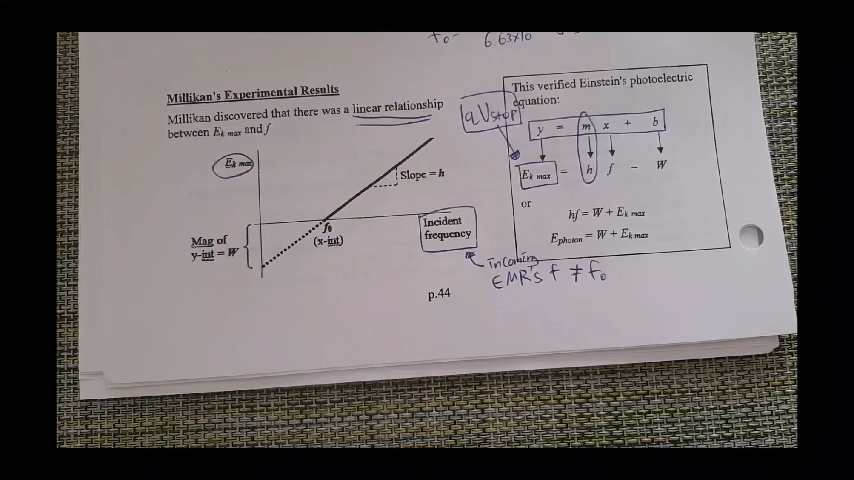 f₀=
6.63x10
Millikan's Experimental Results
Millikan discovered that there was a linear relationship
between Eₖ max and f
Eₖ max
Slope = h
f₀
(x-int)
Mag of
y-int = W
Incident
frequency
qVstop
This verified Einstein's photoelectric
equation:
y = m x + b
Eₖ max = h f – W
or
hf = W + Eₖ max
Ephoton = W + Eₖ max
Incoming
EMR's f ≠ f₀
p.44